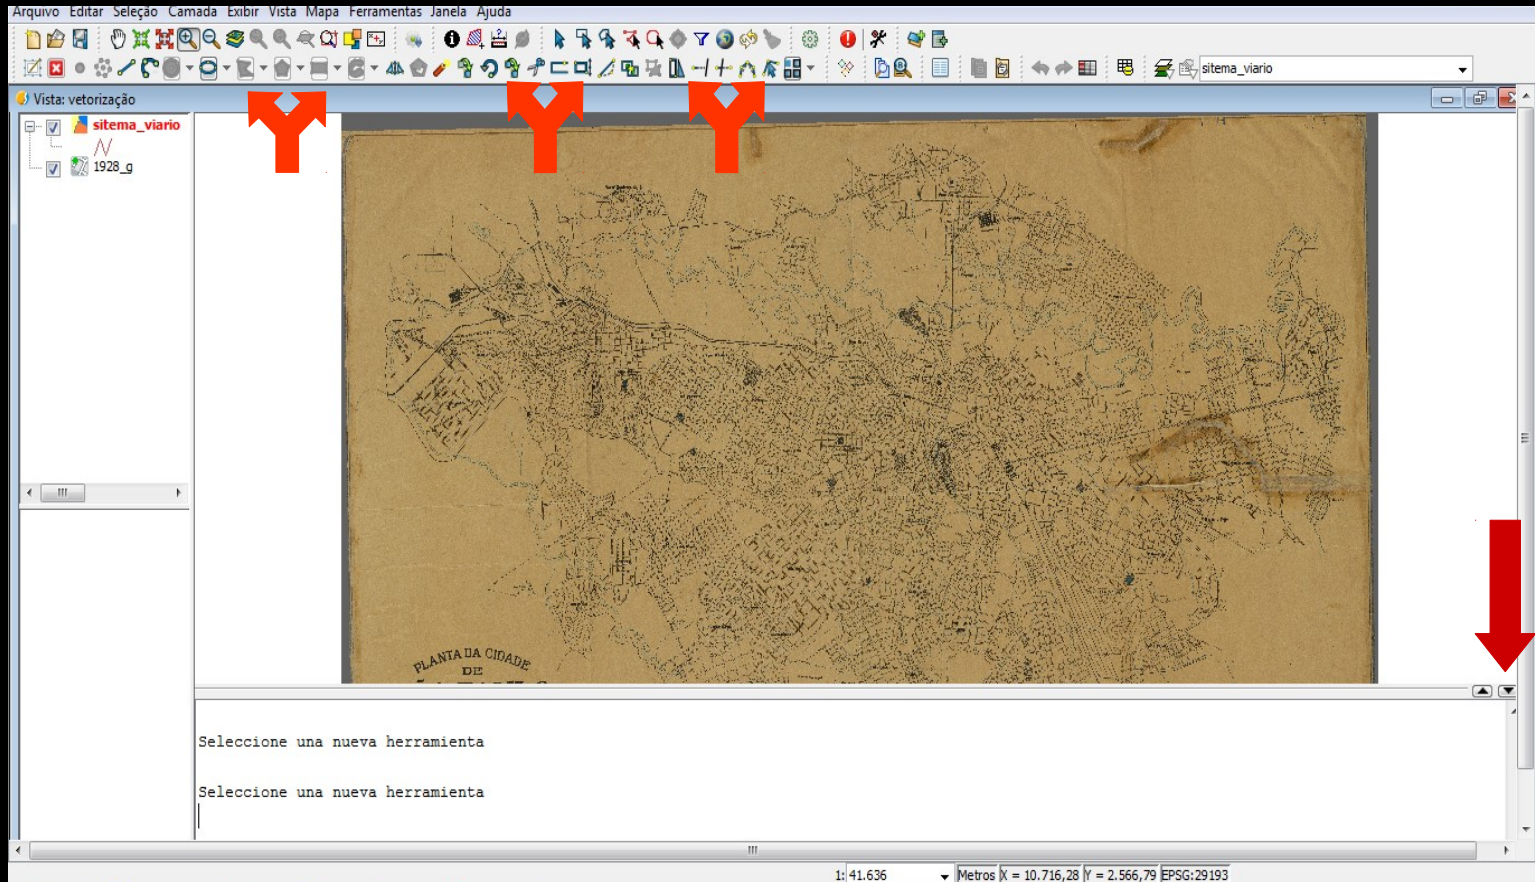 Arquivo Editar Seleção Camada Exibir Vista Mapa Ferramentas Janela Ajuda
sitema_viario
Vista: vetorização
sitema_viario
1928_g
PLANTA DA CIDADE
DE
Seleccione una nueva herramienta
Seleccione una nueva herramienta
1: 41.636 Metros X = 10.716,28 Y = 2.566,79 EPSG:29193